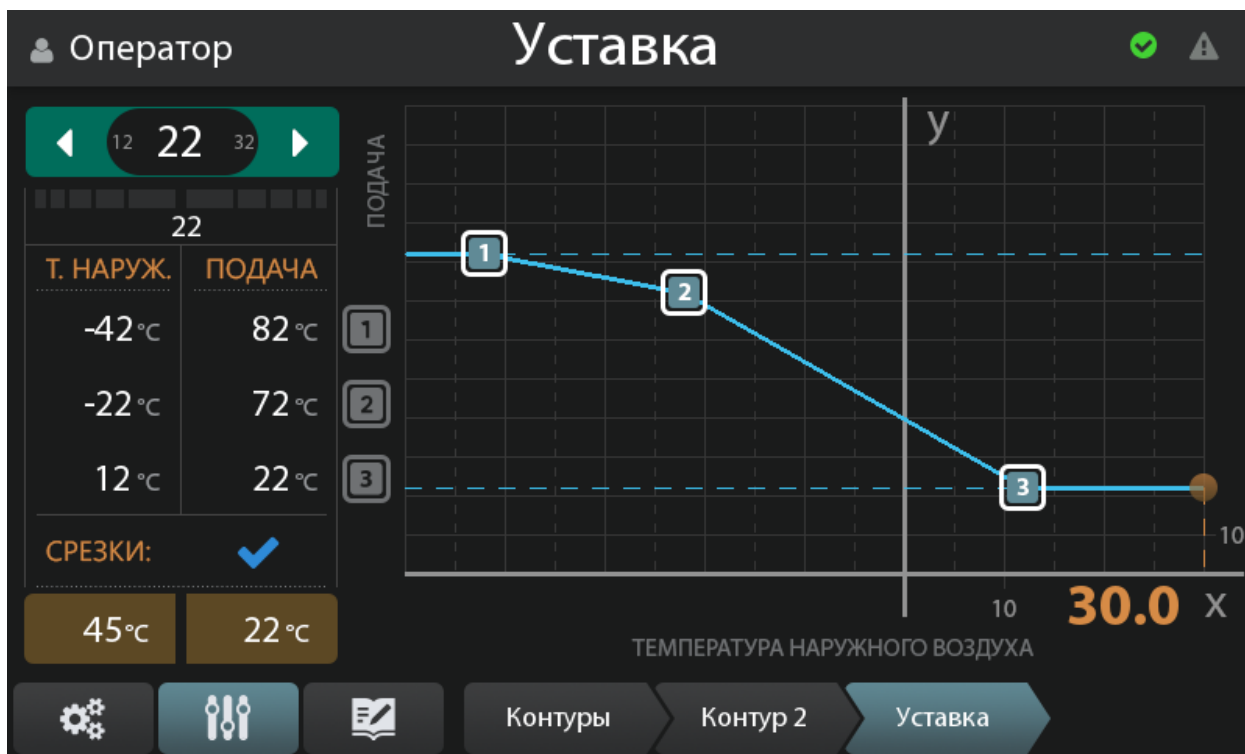 Оператор
Уставка
12 22 32
22
Т. НАРУЖ. ПОДАЧА
-42 °C 82 °C 1
-22 °C 72 °C 2
12 °C 22 °C 3
СРЕЗКИ:
45 °C 22 °C
ПОДАЧА
y
1
2
3
10
10
30.0 X
ТЕМПЕРАТУРА НАРУЖНОГО ВОЗДУХА
Контуры Контур 2 Уставка